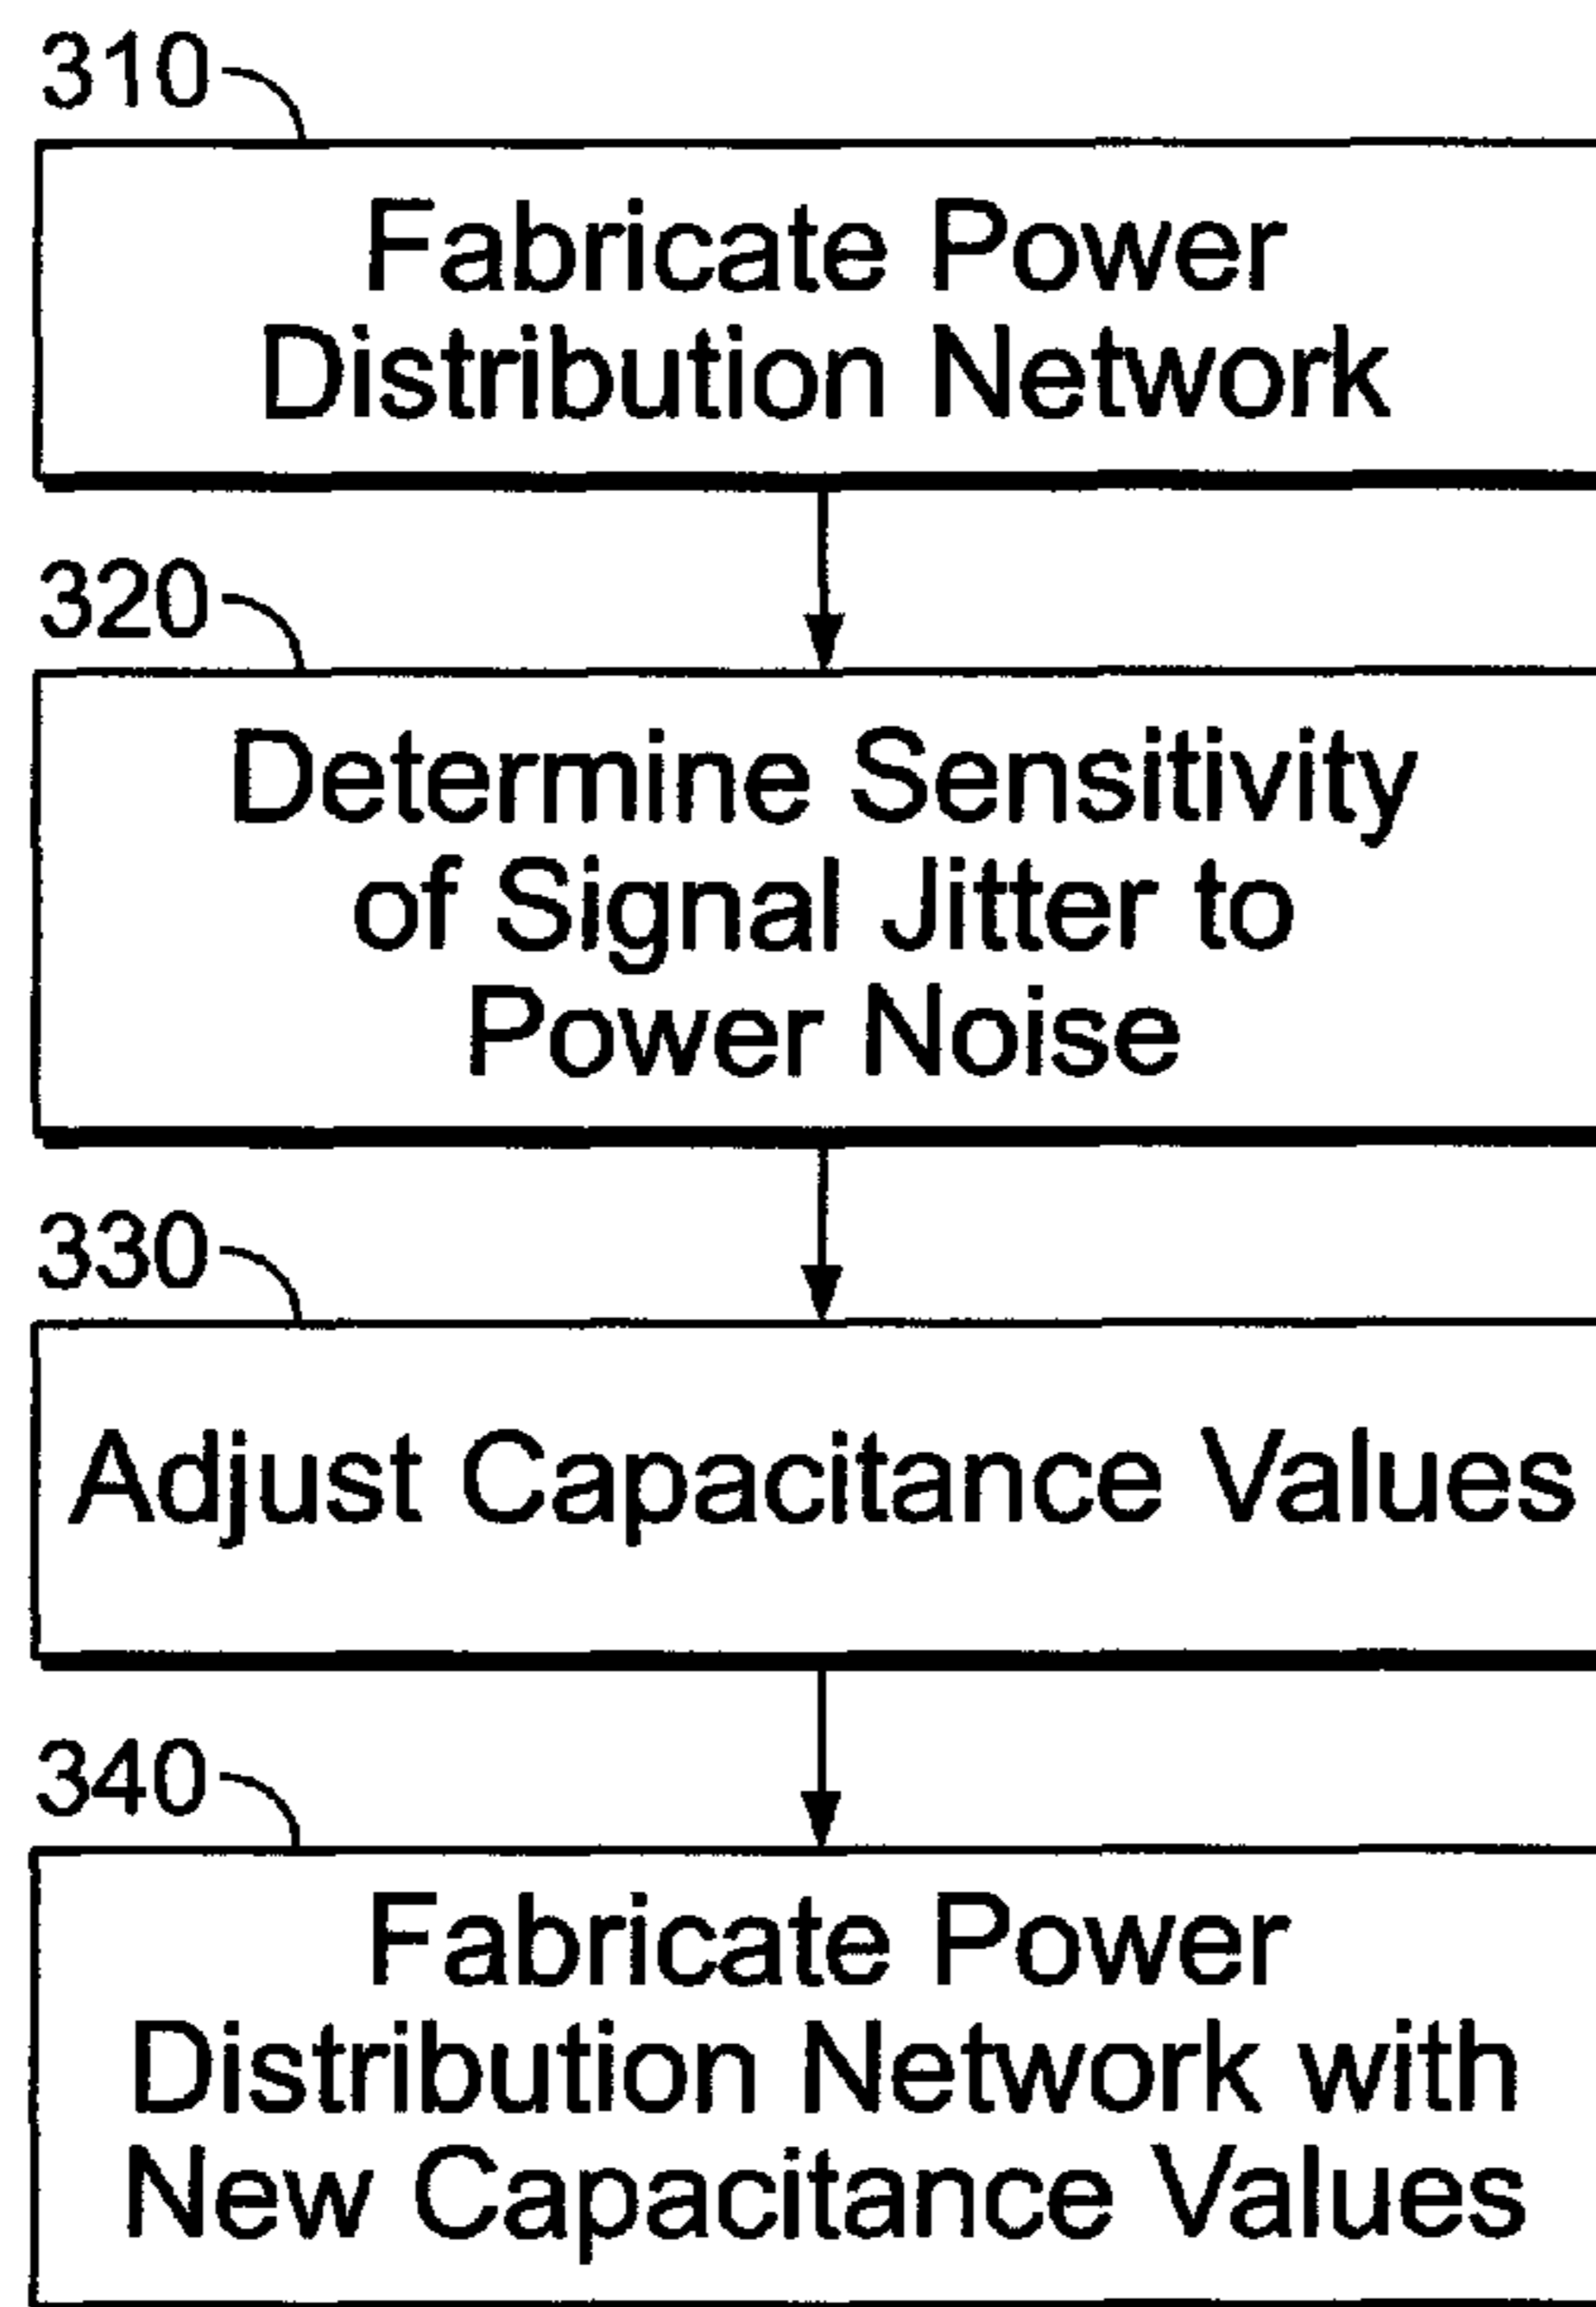 310
Fabricate Power
Distribution Network
320
Determine Sensitivity
of Signal Jitter to
Power Noise
330
Adjust Capacitance Values
340
Fabricate Power
Distribution Network with
New Capacitance Values